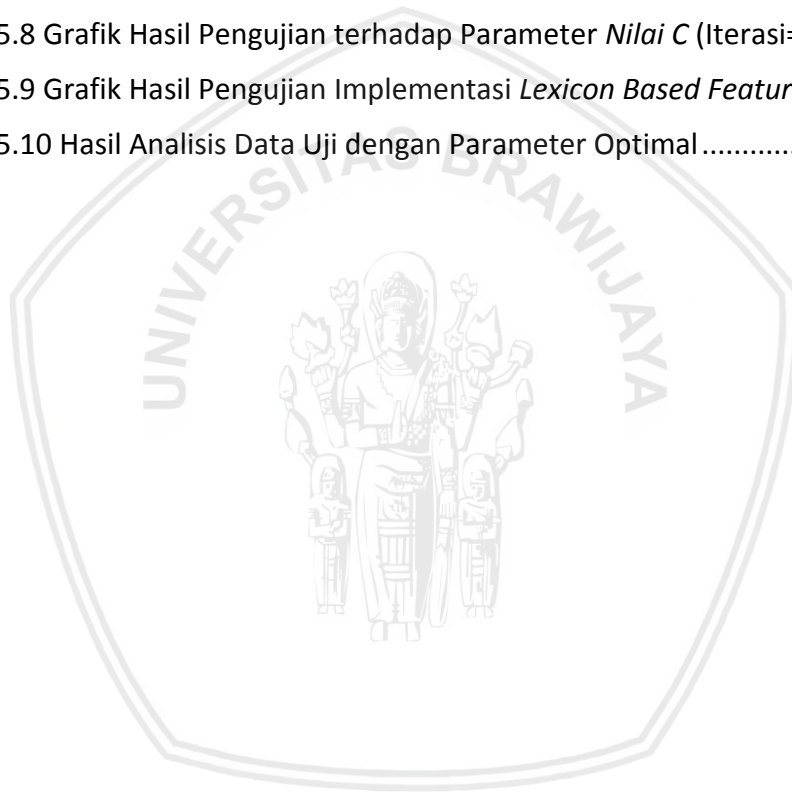 5.8 Grafik Hasil Pengujian terhadap Parameter Nilai C (Iterasi=
5.9 Grafik Hasil Pengujian Implementasi Lexicon Based Featur
5.10 Hasil Analisis Data Uji dengan Parameter Optimal............
UNIVERSITAS BRAWIJAYA